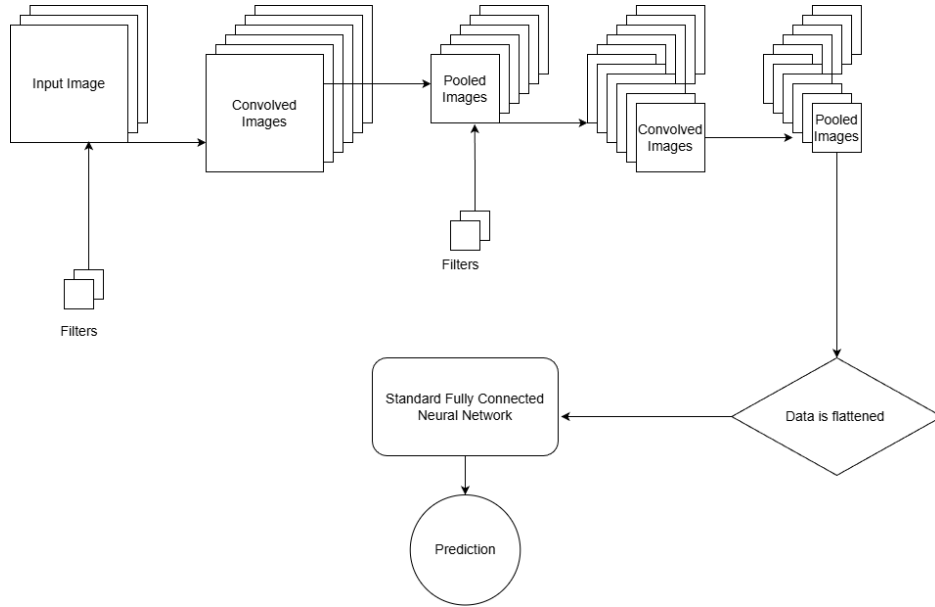 Input Image
Convolved
Images
Pooled
Images
Convolved
Images
Pooled
Images
Filters
Filters
Standard Fully Connected
Neural Network
Data is flattened
Prediction